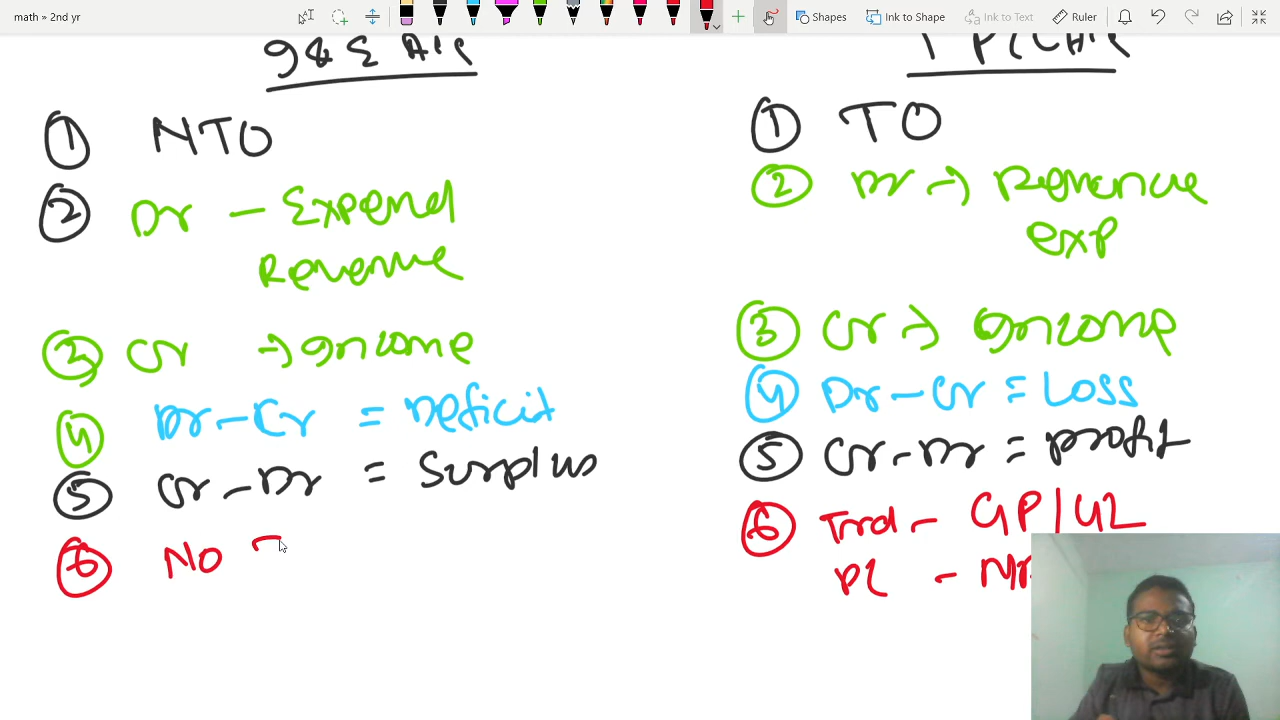 math » 2nd yr
Shapes
Ink to Shape
Ink to Text
Ruler
I & E A/c
① NTO
② Dr - Expend
Revenue
③ Cr → Income
④ Dr - Cr = Deficit
⑤ Cr - Dr = Surplus
⑥ No
① TO
② Dr → Revenue
exp
③ Cr → Income
④ Dr - Cr = Loss
⑤ Cr - Dr = profit
⑥ Trd - GP/GL
PL -